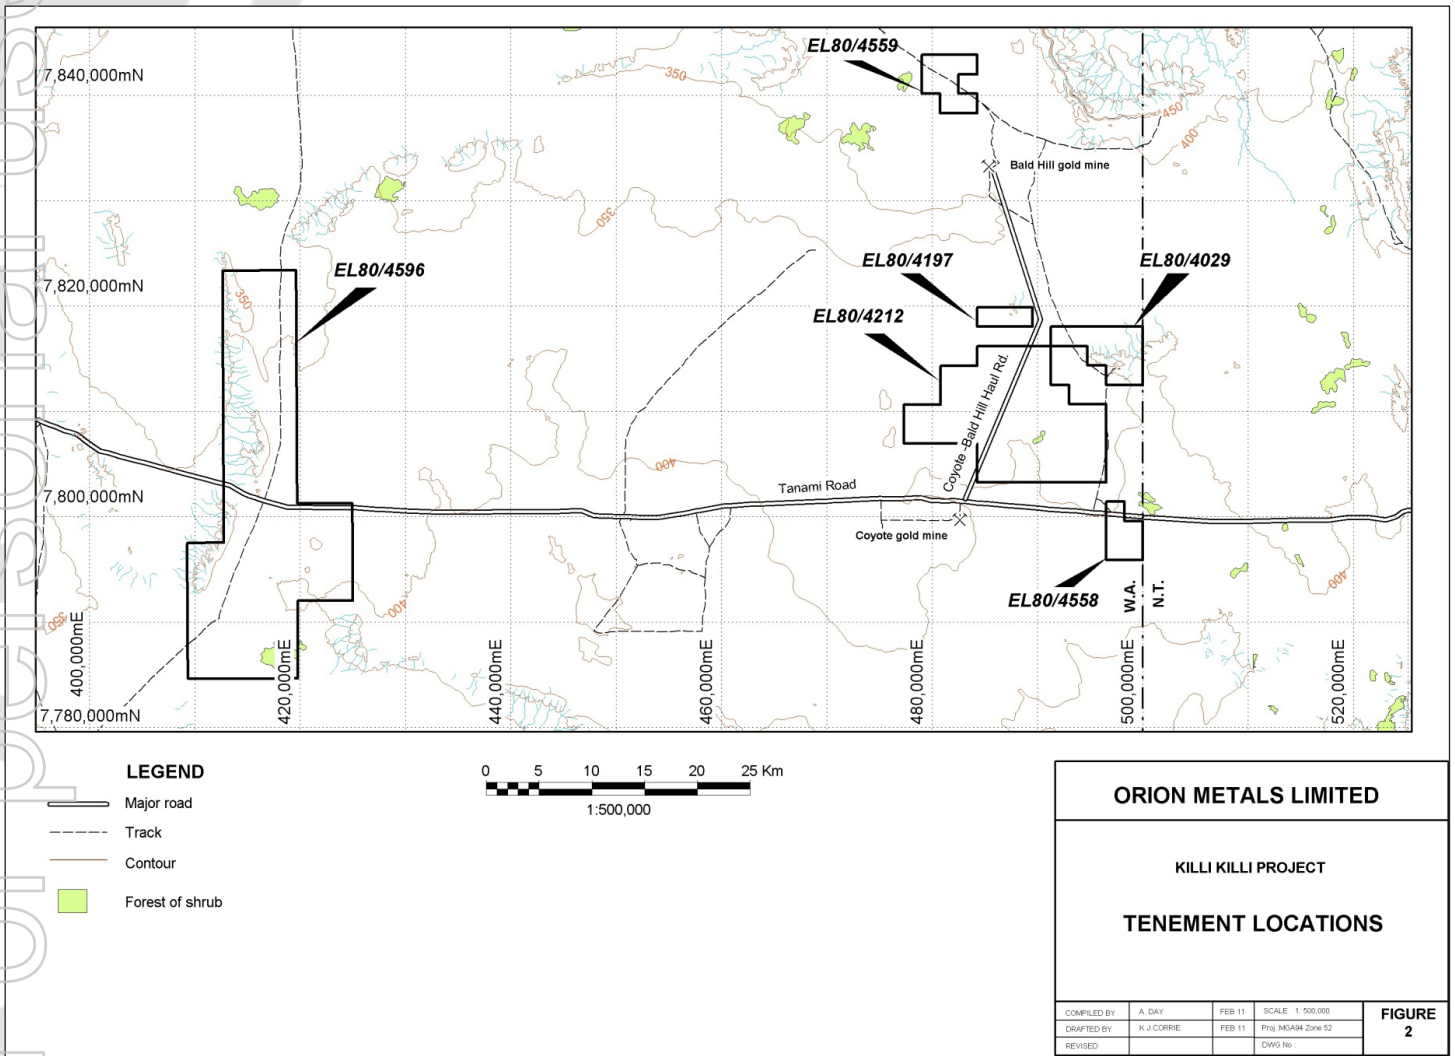 EL80/4559
7,840,000mN
350
450
400
Bald Hill gold mine
350
EL80/4596
EL80/4197
EL80/4029
7,820,000mN
350
EL80/4212
Coyote -Bald Hill Haul Rd.
400
7,800,000mN
Tanami Road
Coyote gold mine
400
400
350
EL80/4558
W.A.
N.T.
400,000mE
420,000mE
440,000mE
460,000mE
480,000mE
500,000mE
520,000mE
7,780,000mN
LEGEND
Major road
Track
Contour
Forest of shrub
0 5 10 15 20 25 Km
1:500,000
ORION METALS LIMITED
KILLI KILLI PROJECT
TENEMENT LOCATIONS
COMPILED BY A. DAY FEB 11 SCALE 1: 500,000
DRAFTED BY K.J.CORRIE FEB 11 Proj. MGA94 Zone 52
REVISED DWG No :
FIGURE
2
or personal use